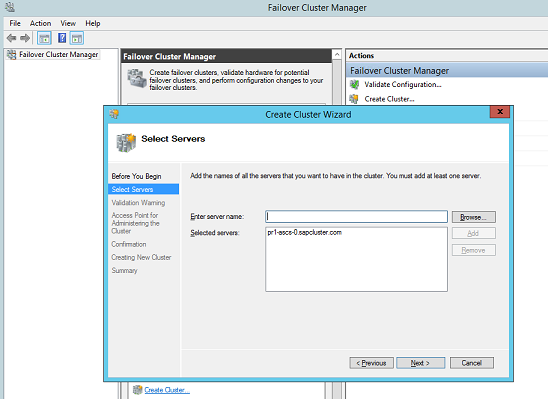 Failover Cluster Manager
File Action View Help
Failover Cluster Manager
Failover Cluster Manager
Create failover clusters, validate hardware for potential
failover clusters, and perform configuration changes to your
failover clusters.
Actions
Failover Cluster Manager
Validate Configuration...
Create Cluster...
Create Cluster Wizard
Select Servers
Before You Begin
Select Servers
Validation Warning
Access Point for
Administering the
Cluster
Confirmation
Creating New Cluster
Summary
Add the names of all the servers that you want to have in the cluster. You must add at least one server.
Enter server name:
Browse...
Selected servers:
pr1-ascs-0.sapcluster.com
Add
Remove
< Previous
Next >
Cancel
Create Cluster...